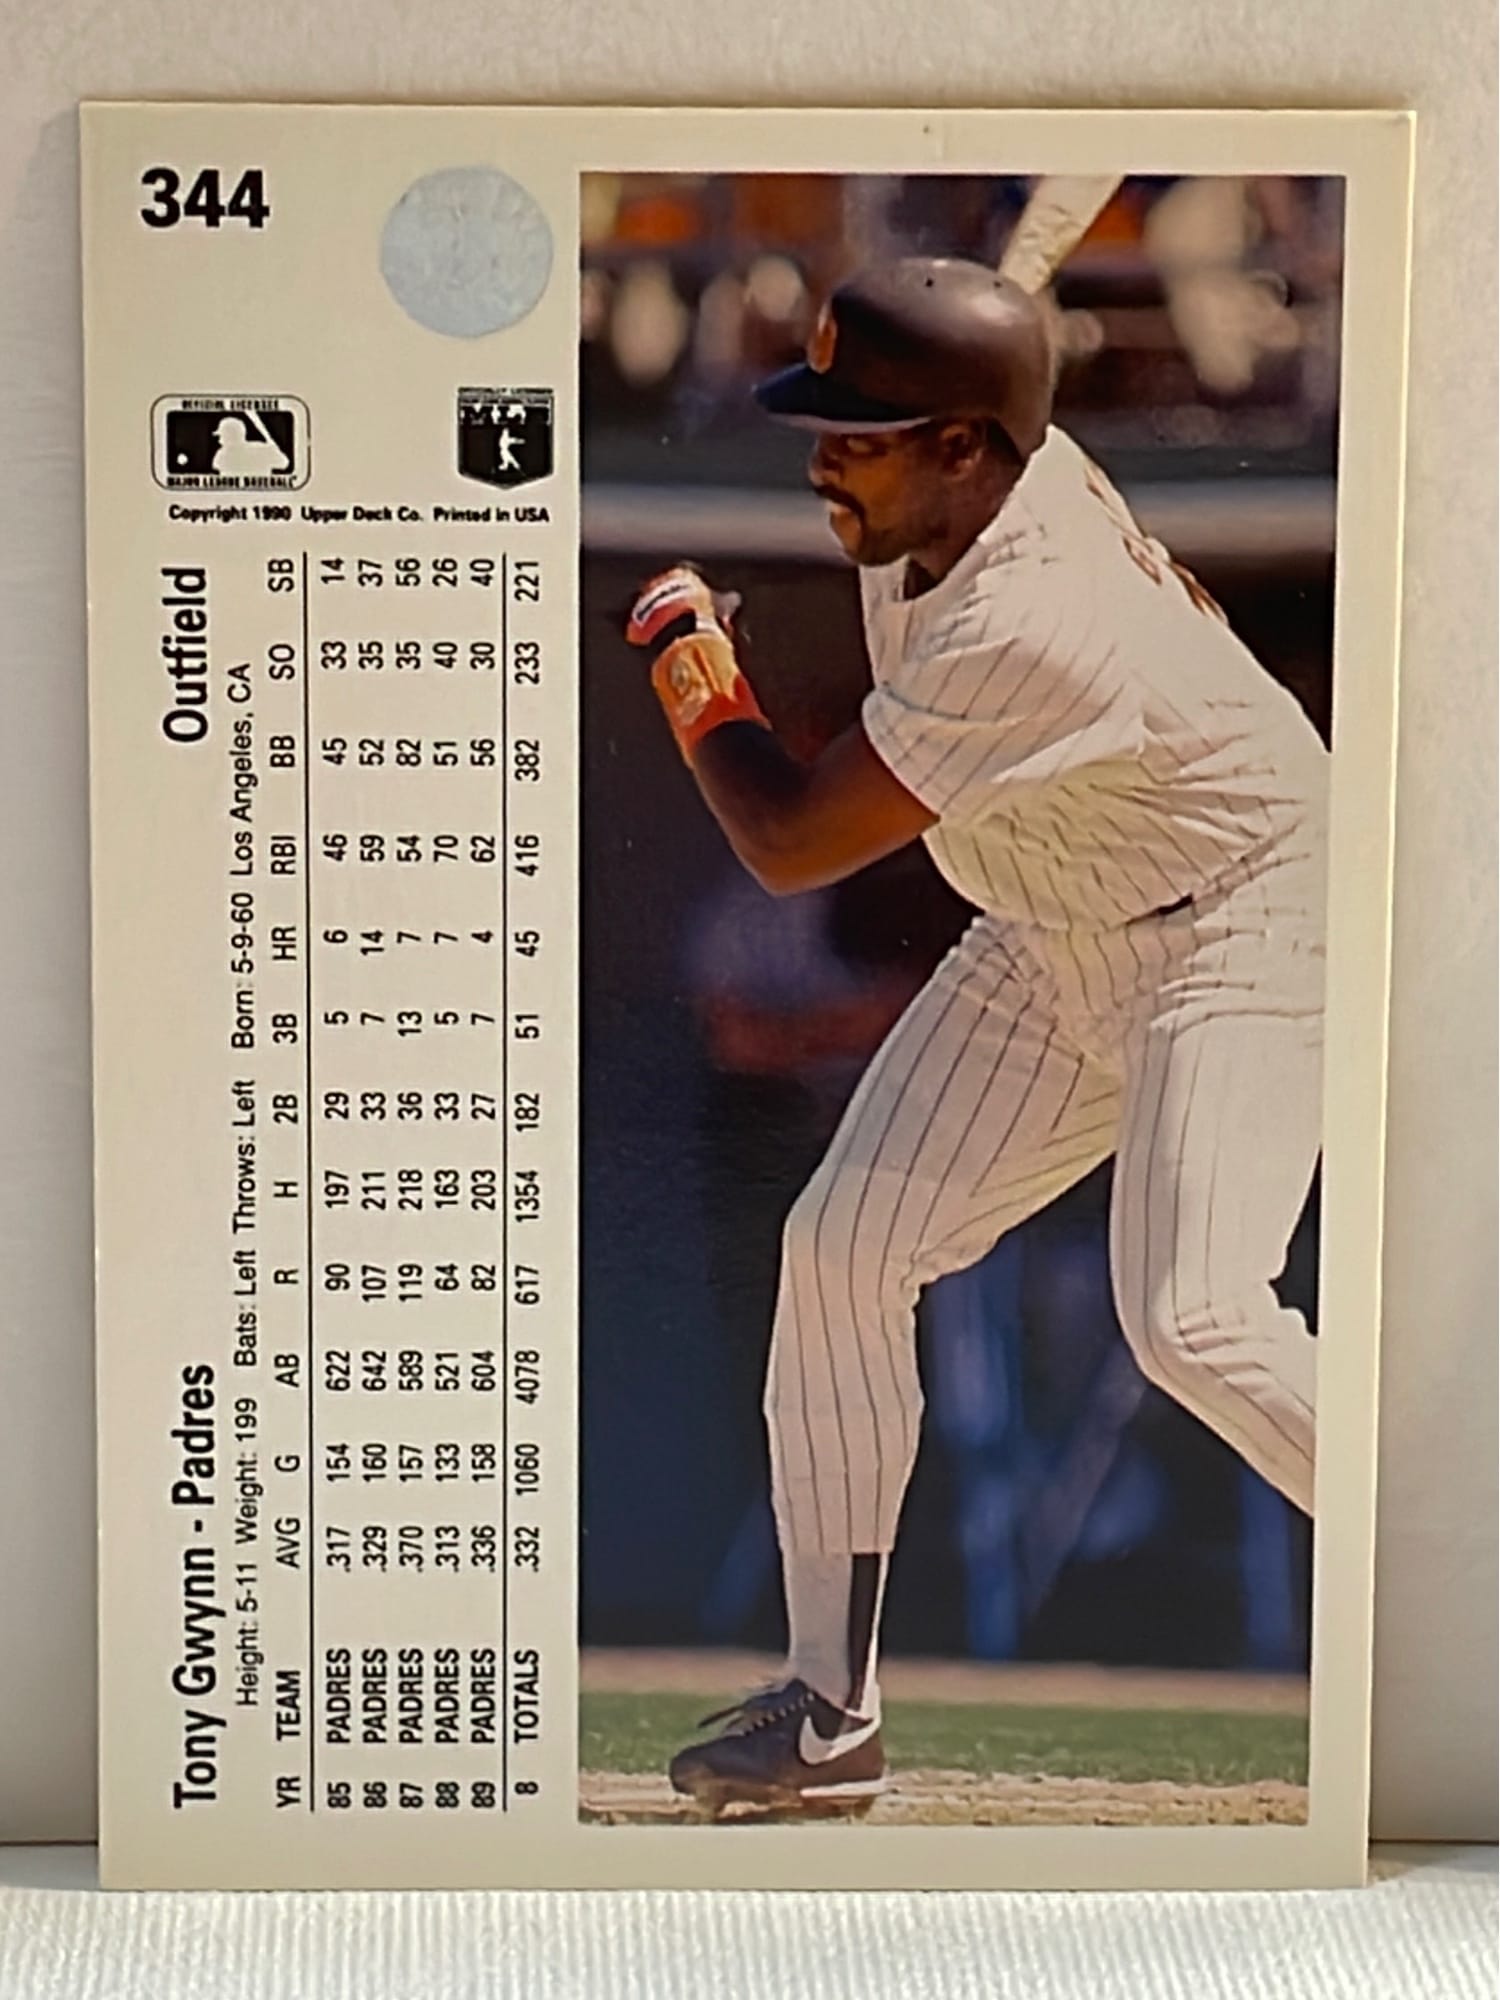 344
OFFICIAL LICENSEE
MAJOR LEAGUE BASEBALL
Copyright 1990 Upper Deck Co. Printed in USA
Tony Gwynn - Padres Outfield
Height: 5-11 Weight: 199 Bats: Left Throws: Left Born: 5-9-60 Los Angeles, CA
YR TEAM AVG G AB R H 2B 3B HR RBI BB SO SB
85 PADRES .317 154 622 90 197 29 5 6 46 45 33 14
86 PADRES .329 160 642 107 211 33 7 14 59 52 35 37
87 PADRES .370 157 589 119 218 36 13 7 54 82 35 56
88 PADRES .313 133 521 64 163 33 5 7 70 51 40 26
89 PADRES .336 158 604 82 203 27 7 4 62 56 30 40
8 TOTALS .332 1060 4078 617 1354 182 51 45 416 382 233 221